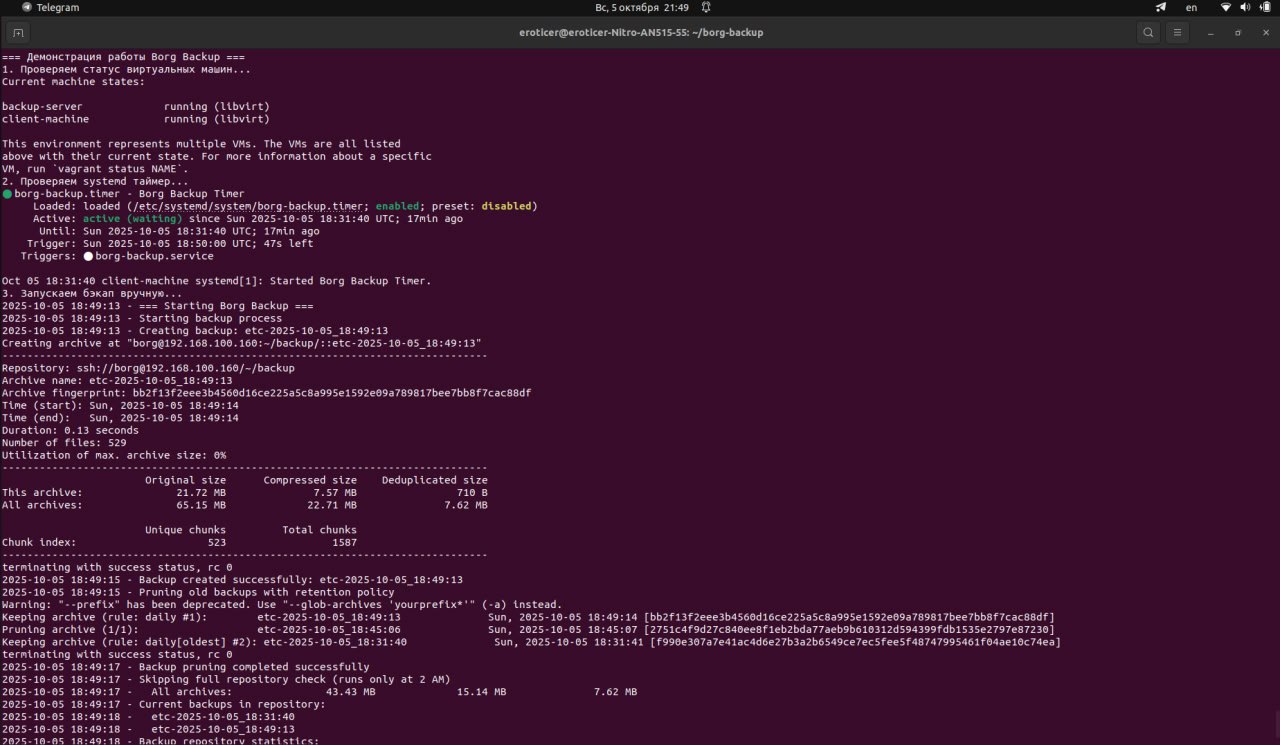 Telegram
Вс, 5 октября 21:49
en
eroticer@eroticer-Nitro-AN515-55: ~/borg-backup
=== Демонстрация работы Borg Backup ===
1. Проверяем статус виртуальных машин...
Current machine states:
backup-server running (libvirt)
client-machine running (libvirt)
This environment represents multiple VMs. The VMs are all listed
above with their current state. For more information about a specific
VM, run `vagrant status NAME`.
2. Проверяем systemd таймер...
borg-backup.timer - Borg Backup Timer
Loaded: loaded (/etc/systemd/system/borg-backup.timer; enabled; preset: disabled)
Active: active (waiting) since Sun 2025-10-05 18:31:40 UTC; 17min ago
Until: Sun 2025-10-05 18:31:40 UTC; 17min ago
Trigger: Sun 2025-10-05 18:50:00 UTC; 47s left
Triggers: borg-backup.service
Oct 05 18:31:40 client-machine systemd[1]: Started Borg Backup Timer.
3. Запускаем бэкап вручную...
2025-10-05 18:49:13 - === Starting Borg Backup ===
2025-10-05 18:49:13 - Starting backup process
2025-10-05 18:49:13 - Creating backup: etc-2025-10-05_18:49:13
Creating archive at "borg@192.168.100.160:~/backup/::etc-2025-10-05_18:49:13"
------------------------------------------------------------------------------
Repository: ssh://borg@192.168.100.160/~/backup
Archive name: etc-2025-10-05_18:49:13
Archive fingerprint: bb2f13f2eee3b4560d16ce225a5c8a995e1592e09a789817bee7bb8f7cac88df
Time (start): Sun, 2025-10-05 18:49:14
Time (end): Sun, 2025-10-05 18:49:14
Duration: 0.13 seconds
Number of files: 529
Utilization of max. archive size: 0%
------------------------------------------------------------------------------
Original size Compressed size Deduplicated size
This archive: 21.72 MB 7.57 MB 710 B
All archives: 65.15 MB 22.71 MB 7.62 MB
Unique chunks Total chunks
Chunk index: 523 1587
------------------------------------------------------------------------------
terminating with success status, rc 0
2025-10-05 18:49:15 - Backup created successfully: etc-2025-10-05_18:49:13
2025-10-05 18:49:15 - Pruning old backups with retention policy
Warning: "--prefix" has been deprecated. Use "--glob-archives 'yourprefix*'" (-a) instead.
Keeping archive (rule: daily #1): etc-2025-10-05_18:49:13 Sun, 2025-10-05 18:49:14 [bb2f13f2eee3b4560d16ce225a5c8a995e1592e09a789817bee7bb8f7cac88df]
Pruning archive (1/1): etc-2025-10-05_18:45:06 Sun, 2025-10-05 18:45:07 [2751c4f9d27c840ee8f1eb2bda77aeb9b610312d594399fdb1535e2797e87230]
Keeping archive (rule: daily[oldest] #2): etc-2025-10-05_18:31:40 Sun, 2025-10-05 18:31:41 [f990e307a7e41ac4d6e27b3a2b6549ce7ec5fee5f48747995461f04ae10c74ea]
terminating with success status, rc 0
2025-10-05 18:49:17 - Backup pruning completed successfully
2025-10-05 18:49:17 - Skipping full repository check (runs only at 2 AM)
2025-10-05 18:49:17 - All archives: 43.43 MB 15.14 MB 7.62 MB
2025-10-05 18:49:17 - Current backups in repository:
2025-10-05 18:49:18 - etc-2025-10-05_18:31:40
2025-10-05 18:49:18 - etc-2025-10-05_18:49:13
2025-10-05 18:49:18 - Backup repository statistics: